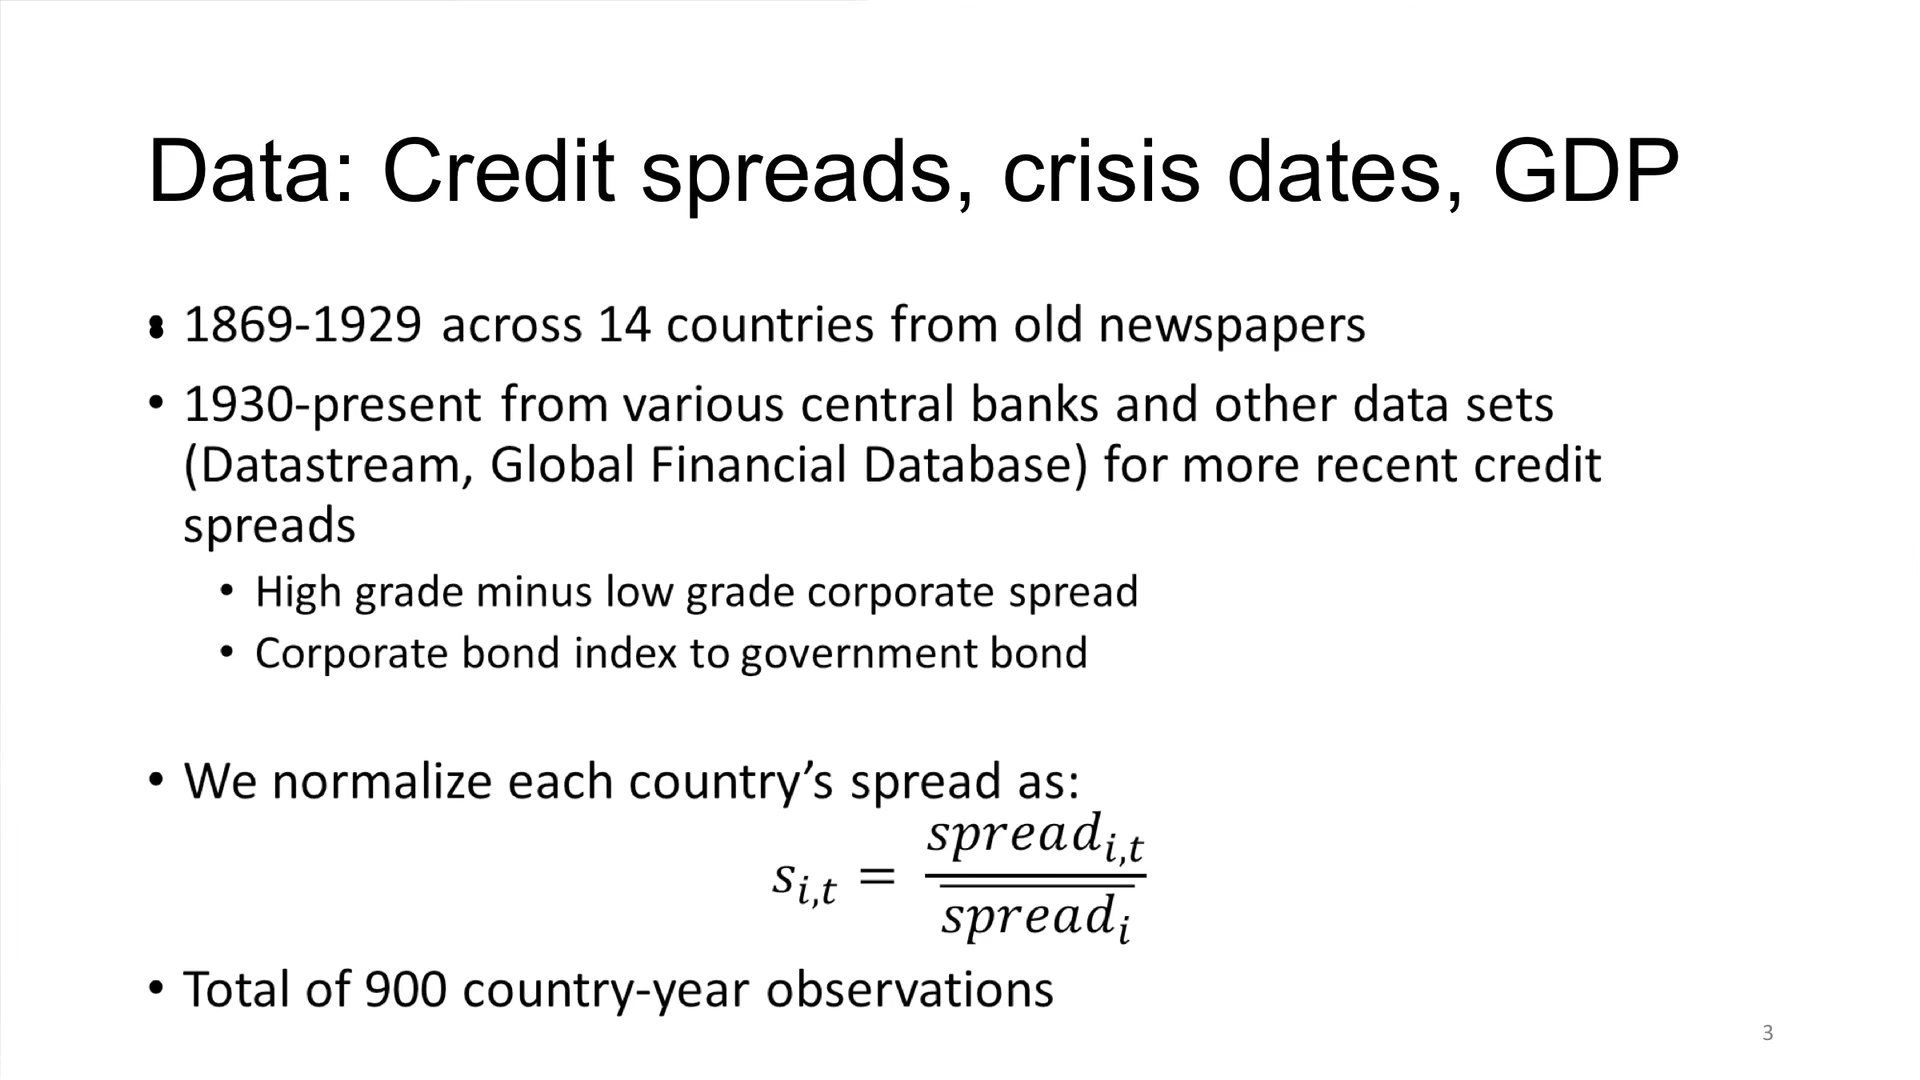 Data: Credit spreads, crisis dates, GDP
• 1869-1929 across 14 countries from old newspapers
• 1930-present from various central banks and other data sets
(Datastream, Global Financial Database) for more recent credit
spreads
• High grade minus low grade corporate spread
• Corporate bond index to government bond
• We normalize each country’s spread as:
$s_{i,t} = \frac{spread_{i,t}}{\overline{spread_i}}$
• Total of 900 country-year observations
3